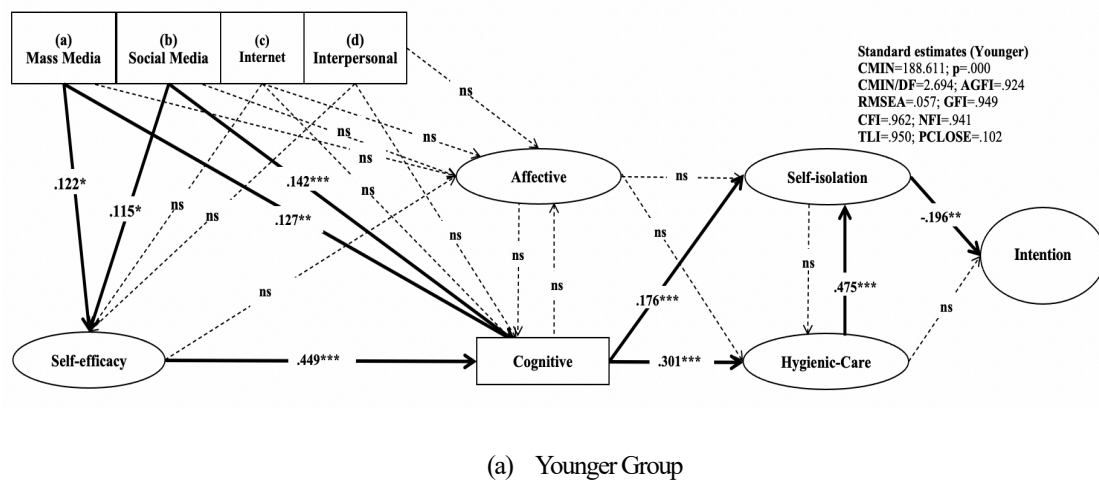 (a)
Mass Media
(b)
Social Media
(c)
Internet
(d)
Interpersonal
Standard estimates (Younger)
CMIN=188.611; p=.000
CMIN/DF=2.694; AGFI=.924
RMSEA=.057; GFI=.949
CFI=.962; NFI=.941
TLI=.950; PCLOSE=.102
ns
ns
ns
ns
ns
.122*
.115*
ns
ns
.142***
.127**
ns
ns
Affective
ns
Self-isolation
-.196**
Intention
ns
ns
ns
ns
ns
ns
.176***
.475***
Self-efficacy
.449***
Cognitive
.301***
Hygienic-Care
(a) Younger Group